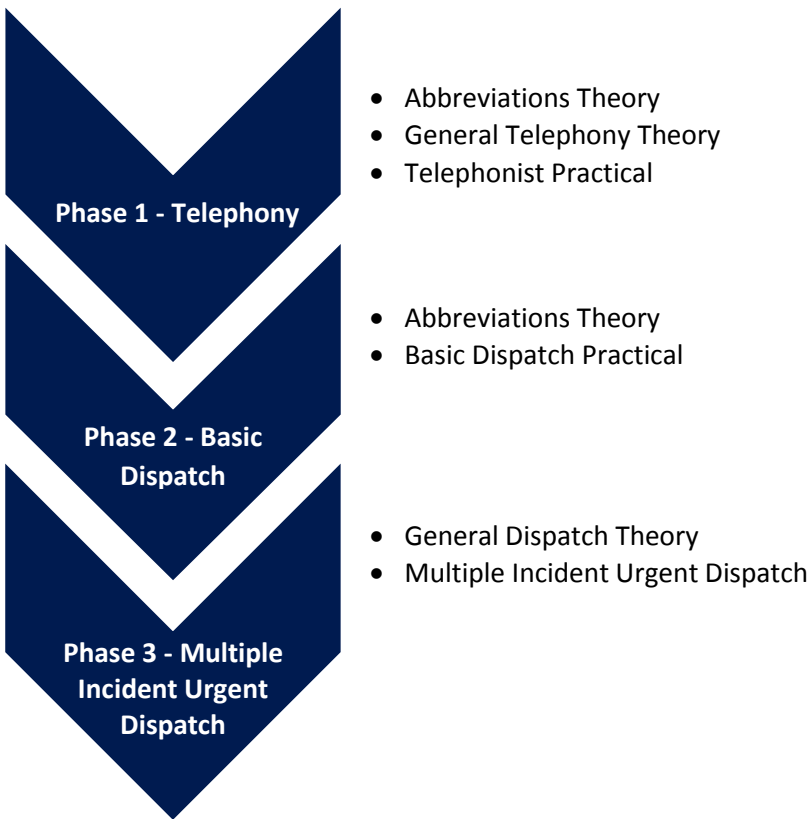 • Abbreviations Theory
• General Telephony Theory
• Telephonist Practical
Phase 1 - Telephony
• Abbreviations Theory
• Basic Dispatch Practical
Phase 2 - Basic
Dispatch
• General Dispatch Theory
• Multiple Incident Urgent Dispatch
Phase 3 - Multiple
Incident Urgent
Dispatch